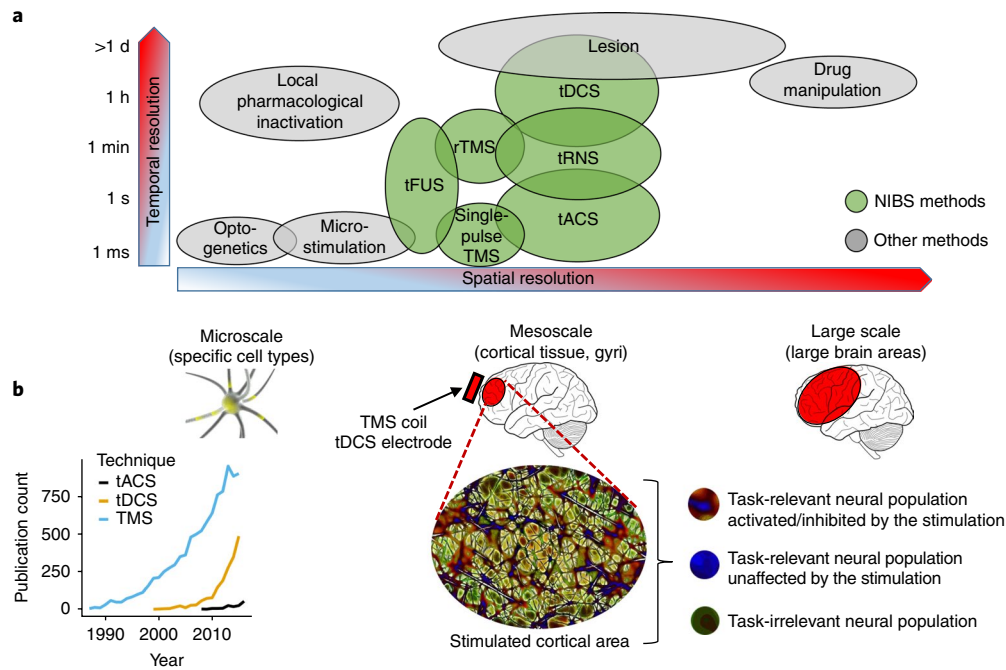 a
>1 d
1 h
1 min
1 s
1 ms
Temporal resolution
Lesion
Local
pharmacological
inactivation
Drug
manipulation
tDCS
rTMS
tRNS
tFUS
tACS
Single-
pulse
TMS
Opto-
genetics
Micro-
stimulation
NIBS methods
Other methods
Spatial resolution
Microscale
(specific cell types)
Mesoscale
(cortical tissue, gyri)
Large scale
(large brain areas)
b
TMS coil
tDCS electrode
Technique
tACS
tDCS
TMS
Publication count
750
500
250
0
1990
2000
2010
Year
Stimulated cortical area
Task-relevant neural population
activated/inhibited by the stimulation
Task-relevant neural population
unaffected by the stimulation
Task-irrelevant neural population